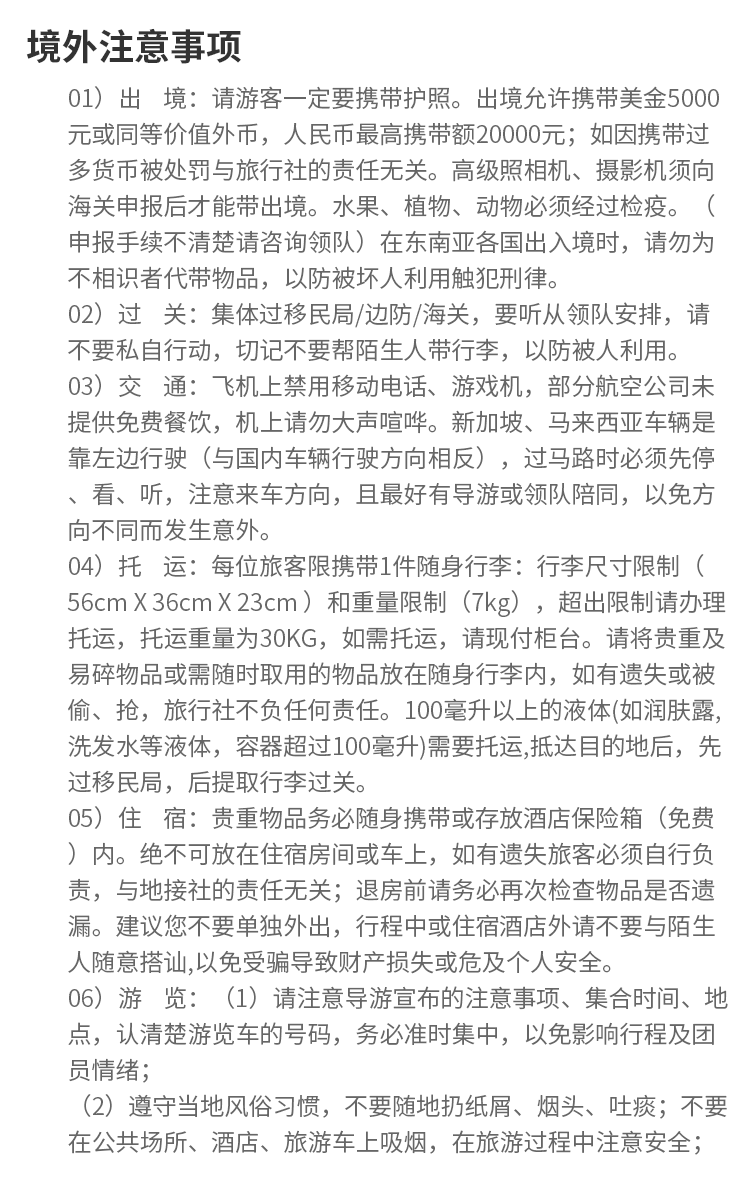 境外注意事项
01）出　境：请游客一定要携带护照。出境允许携带美金5000
元或同等价值外币，人民币最高携带额20000元；如因携带过
多货币被处罚与旅行社的责任无关。高级照相机、摄影机须向
海关申报后才能带出境。水果、植物、动物必须经过检疫。（
申报手续不清楚请咨询领队）在东南亚各国出入境时，请勿为
不相识者代带物品，以防被坏人利用触犯刑律。
02）过　关：集体过移民局/边防/海关，要听从领队安排，请
不要私自行动，切记不要帮陌生人带行李，以防被人利用。
03）交　通：飞机上禁用移动电话、游戏机，部分航空公司未
提供免费餐饮，机上请勿大声喧哗。新加坡、马来西亚车辆是
靠左边行驶（与国内车辆行驶方向相反），过马路时必须先停
、看、听，注意来车方向，且最好有导游或领队陪同，以免方
向不同而发生意外。
04）托　运：每位旅客限携带1件随身行李：行李尺寸限制（
56cm X 36cm X 23cm ）和重量限制（7kg），超出限制请办理
托运，托运重量为30KG，如需托运，请现付柜台。请将贵重及
易碎物品或需随时取用的物品放在随身行李内，如有遗失或被
偷、抢，旅行社不负任何责任。100毫升以上的液体(如润肤露,
洗发水等液体，容器超过100毫升)需要托运,抵达目的地后，先
过移民局，后提取行李过关。
05）住　宿：贵重物品务必随身携带或存放酒店保险箱（免费
）内。绝不可放在住宿房间或车上，如有遗失旅客必须自行负
责，与地接社的责任无关；退房前请务必再次检查物品是否遗
漏。建议您不要单独外出，行程中或住宿酒店外请不要与陌生
人随意搭讪,以免受骗导致财产损失或危及个人安全。
06）游　览：（1）请注意导游宣布的注意事项、集合时间、地
点，认清楚游览车的号码，务必准时集中，以免影响行程及团
员情绪；
（2）遵守当地风俗习惯，不要随地扔纸屑、烟头、吐痰；不要
在公共场所、酒店、旅游车上吸烟，在旅游过程中注意安全；